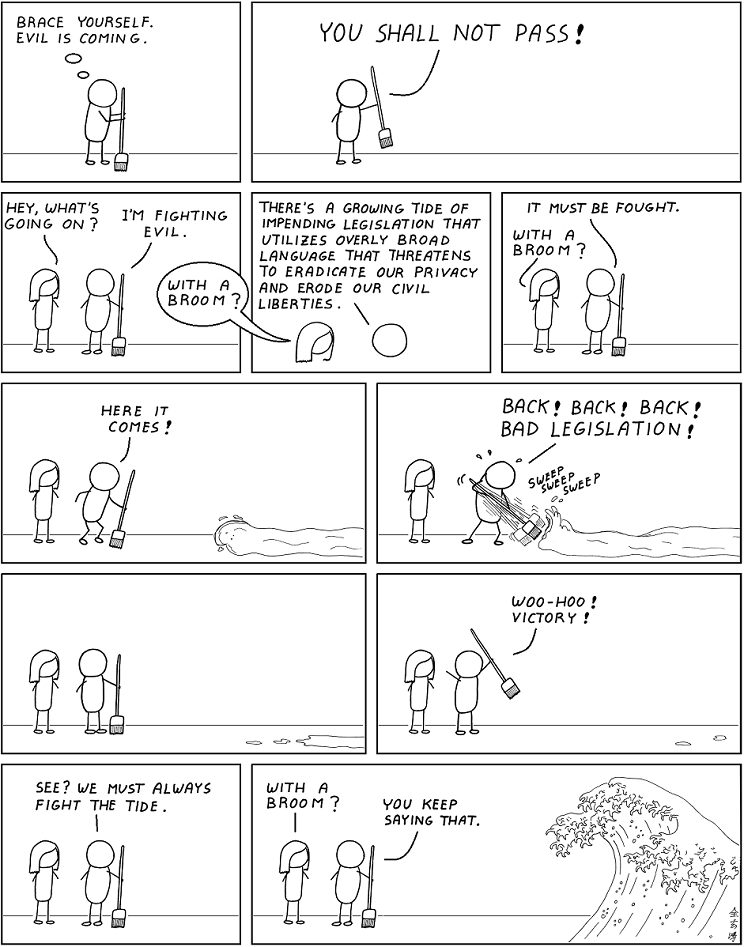 BRACE YOURSELF.
EVIL IS COMING.
YOU SHALL NOT PASS!
HEY, WHAT'S
GOING ON?
I'M FIGHTING
EVIL.
WITH A
BROOM?
THERE'S A GROWING TIDE OF
IMPENDING LEGISLATION THAT
UTILIZES OVERLY BROAD
LANGUAGE THAT THREATENS
TO ERADICATE OUR PRIVACY
AND ERODE OUR CIVIL
LIBERTIES.
IT MUST BE FOUGHT.
WITH A
BROOM?
HERE IT
COMES!
BACK! BACK! BACK!
BAD LEGISLATION!
SWEEP
SWEEP
SWEEP
WOO-HOO!
VICTORY!
SEE? WE MUST ALWAYS
FIGHT THE TIDE.
WITH A
BROOM?
YOU KEEP
SAYING THAT.